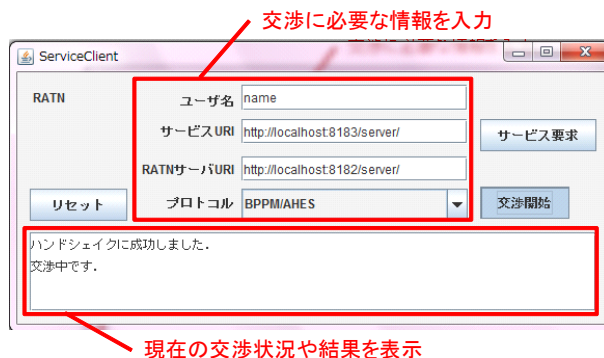 交渉に必要な情報を入力
ServiceClient
RATN
ユーザ名 name
サービスURI http://localhost:8183/server/
サービス要求
RATNサーバURI http://localhost:8182/server/
リセット
プロトコル BPPM/AHES
交渉開始
ハンドシェイクに成功しました.
交渉中です.
現在の交渉状況や結果を表示